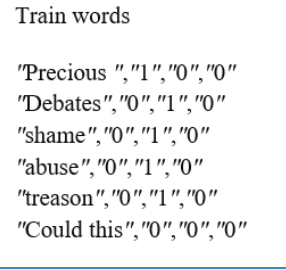 Train words
"Precious ","1","0","0"
"Debates","0","1","0"
"shame","0","1","0"
"abuse","0","1","0"
"treason","0","1","0"
"Could this","0","0","0"